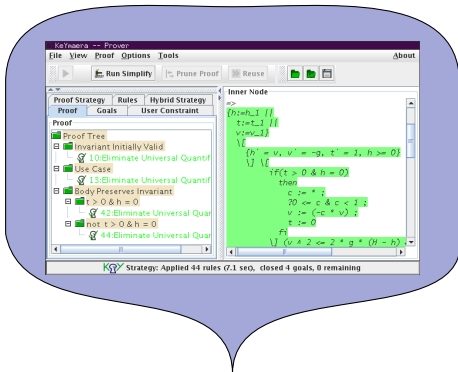 KeYmaera -- Prover
File View Proof Options Tools About
Run Simplify Prune Proof Reuse
Proof Strategy Rules Hybrid Strategy
Proof Goals User Constraint
Proof
Proof Tree
Invariant Initially Valid
10:Eliminate Universal Quantif
Use Case
13:Eliminate Universal Quantif
Body Preserves Invariant
t > 0 & h = 0
42:Eliminate Universal Quar
not t > 0 & h = 0
44:Eliminate Universal Quar
Inner Node
=>
{h:=h_1 ||
t:=t_1 ||
v:=v_1}
\[
{h' = v, v' = -g, t' = 1, h >= 0}
\] \[
if(t > 0 & h = 0)
then
c := * ;
?0 <= c & c < 1 ;
v := (-c * v) ;
t := 0
fi
\] (v ^ 2 <= 2 * g * (H - h)
KeY Strategy: Applied 44 rules (7.1 sec), closed 4 goals, 0 remaining